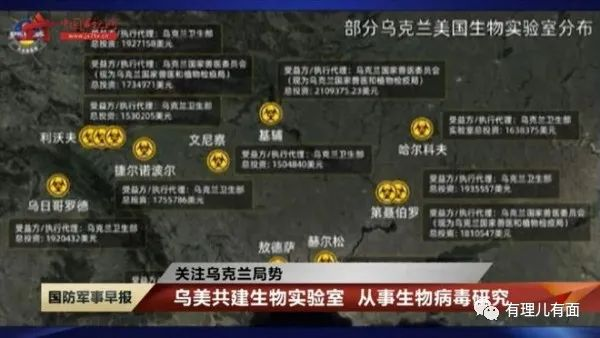 中国军视网
www.js7tv.cn
部分乌克兰美国生物实验室分布
受益方/执行代理：乌克兰卫生部
总投资：1927158美元
受益方/执行代理：乌克兰国家兽医委员会
（现为乌克兰国家兽医和植物检疫局）
总投资：1734971美元
受益方/执行代理：乌克兰卫生部
总投资：1530205美元
受益方/执行代理：乌克兰国家兽医委员会
（现为乌克兰国家兽医和植物检疫局）
总投资：2109375.23美元
利沃夫
文尼察
基辅
哈尔科夫
受益方/执行代理：乌克兰卫生部
实验室总投资：1638375美元
受益方/执行代理：乌克兰卫生部
总投资：1504840美元
捷尔诺波尔
受益方/执行代理：乌克兰卫生部
总投资：1755786美元
乌日哥罗德
受益方/执行代理：乌克兰卫生部
总投资：1920432美元
第聂伯罗
受益方/执行代理：乌克兰卫生部
总投资：1935557美元
受益方/执行代理：乌克兰国家兽医委员会
（现为乌克兰国家兽医和植物检疫局）
总投资：1810547美元
敖德萨
赫尔松
关注乌克兰局势
国防军事早报
乌美共建生物实验室 从事生物病毒研究
有理儿有面